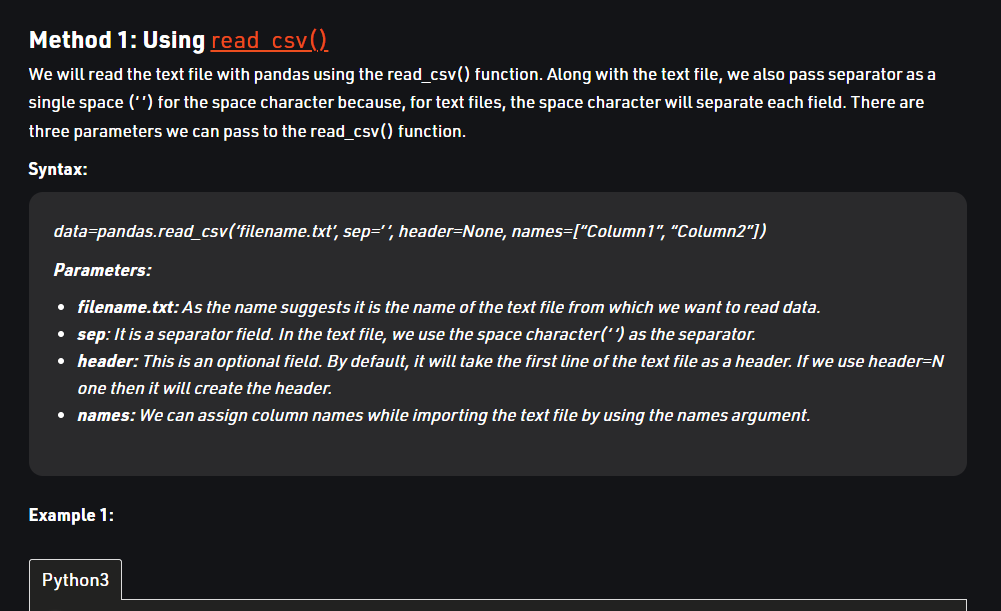 Method 1: Using read_csv()
We will read the text file with pandas using the read_csv() function. Along with the text file, we also pass separator as a
single space (‘ ’) for the space character because, for text files, the space character will separate each field. There are
three parameters we can pass to the read_csv() function.
Syntax:
data=pandas.read_csv(‘filename.txt’, sep=’ ‘, header=None, names=[“Column1”, “Column2”])
Parameters:
• filename.txt: As the name suggests it is the name of the text file from which we want to read data.
• sep: It is a separator field. In the text file, we use the space character(‘ ‘) as the separator.
• header: This is an optional field. By default, it will take the first line of the text file as a header. If we use header=N
one then it will create the header.
• names: We can assign column names while importing the text file by using the names argument.
Example 1:
Python3